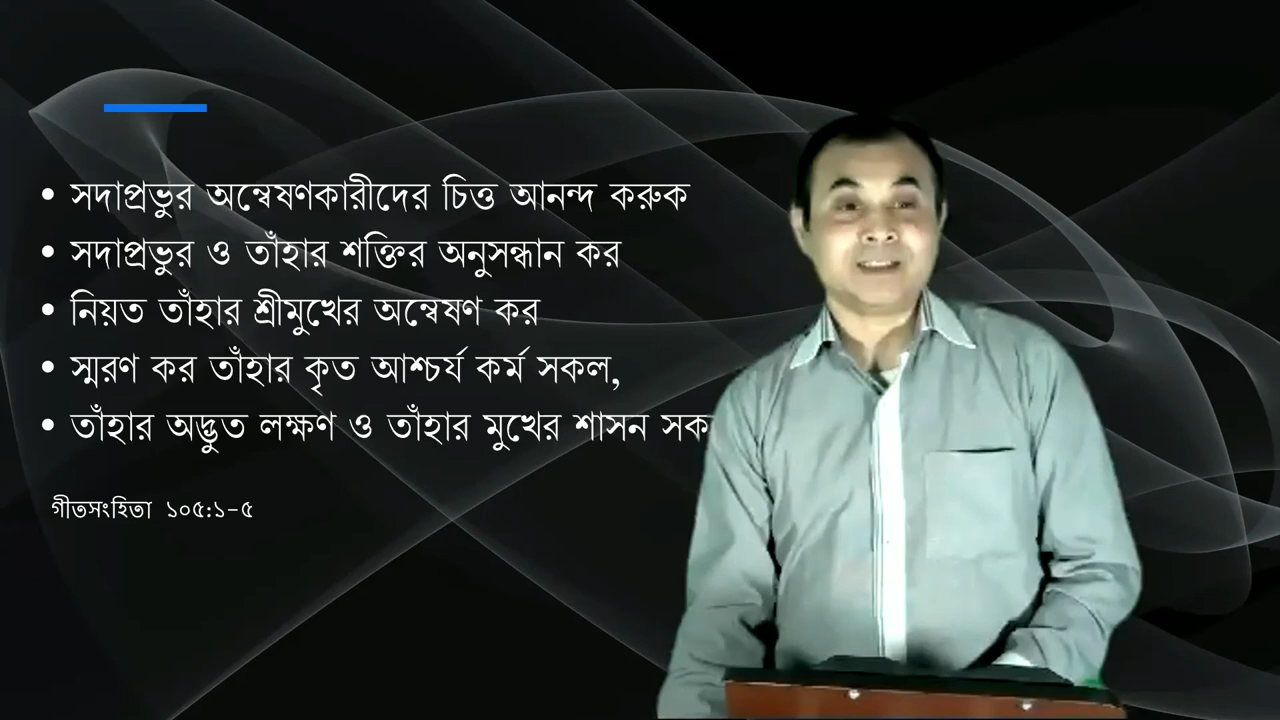 • সদাপ্রভুর অন্বেষণকারীদের চিত্ত আনন্দ করুক
• সদাপ্রভুর ও তাঁহার শক্তির অনুসন্ধান কর
• নিয়ত তাঁহার শ্রীমুখের অন্বেষণ কর
• স্মরণ কর তাঁহার কৃত আশ্চর্য কর্ম সকল,
• তাঁহার অদ্ভুত লক্ষণ ও তাঁহার মুখের শাসন
গীতসংহিতা ১০৫:১-৫